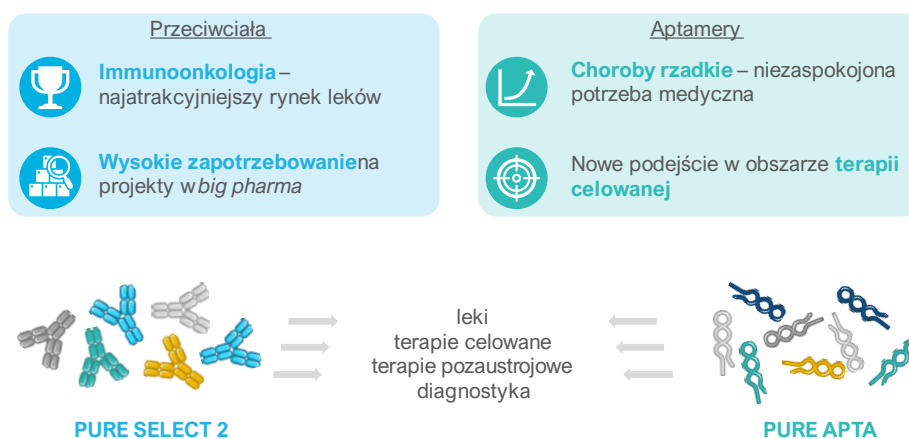 Przeciwciała
Immunoonkologia –
najatrakcyjniejszy rynek leków
Wysokie zapotrzebowaniena
projekty w big pharma
Aptamery
Choroby rzadkie – niezaspokojona
potrzeba medyczna
Nowe podejście w obszarze terapii
celowanej
leki
terapie celowane
terapie pozaustrojowe
diagnostyka
PURE SELECT 2
PURE APTA